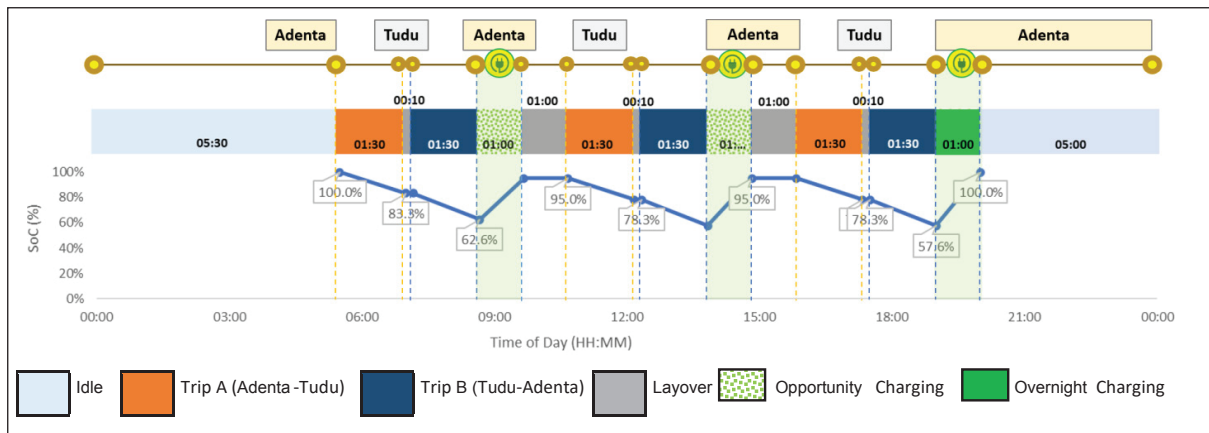 Adenta Tudu Adenta Tudu Adenta Tudu Adenta
00:10 01:00 00:10 01:00 00:10
05:30 01:30 01:30 01:00 01:30 01:30 01:... 01:30 01:30 01:00 05:00
100%
80%
60%
40%
20%
0%
SoC (%)
100.0% 83.3% 62.6% 95.0% 78.3% 95.0% 78.3% 57.6% 100.0%
00:00 03:00 06:00 09:00 12:00 15:00 18:00 21:00 00:00
Time of Day (HH:MM)
Idle Trip A (Adenta-Tudu) Trip B (Tudu-Adenta) Layover Opportunity Charging Overnight Charging